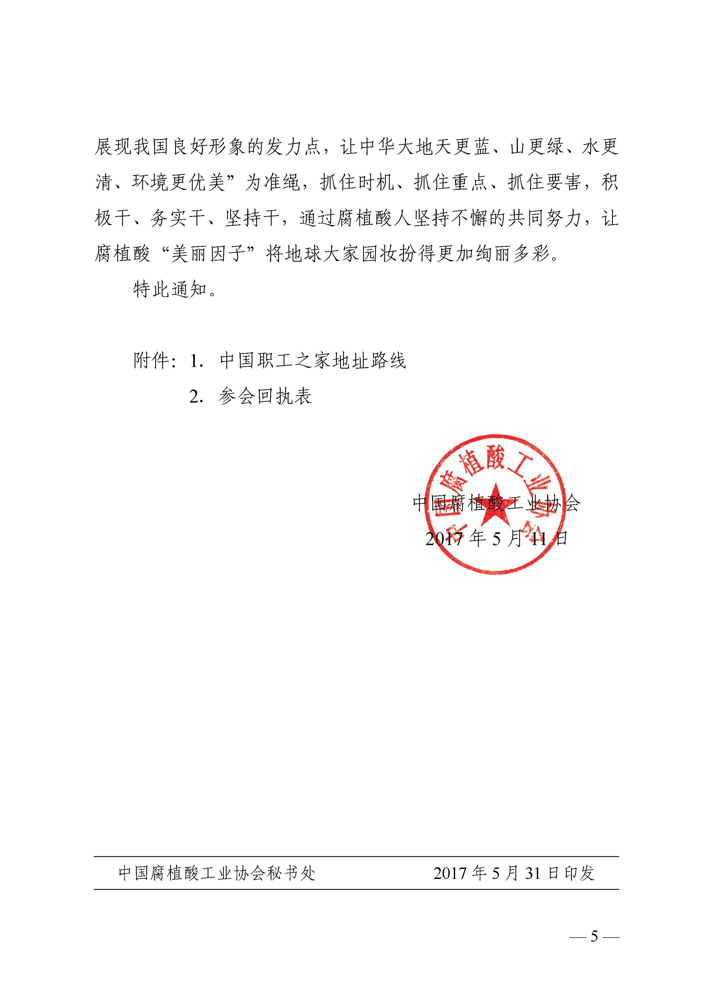 展现我国良好形象的发力点，让中华大地天更蓝、山更绿、水更
清、环境更优美”为准绳，抓住时机、抓住重点、抓住要害，积
极干、务实干、坚持干，通过腐植酸人坚持不懈的共同努力，让
腐植酸“美丽因子”将地球大家园妆扮得更加绚丽多彩。
特此通知。
附件：1. 中国职工之家地址路线
2. 参会回执表
中国腐植酸工业协会
中国腐植酸工业协会
2017 年 5 月 11 日
中国腐植酸工业协会秘书处 2017 年 5 月 31 日印发
— 5 —